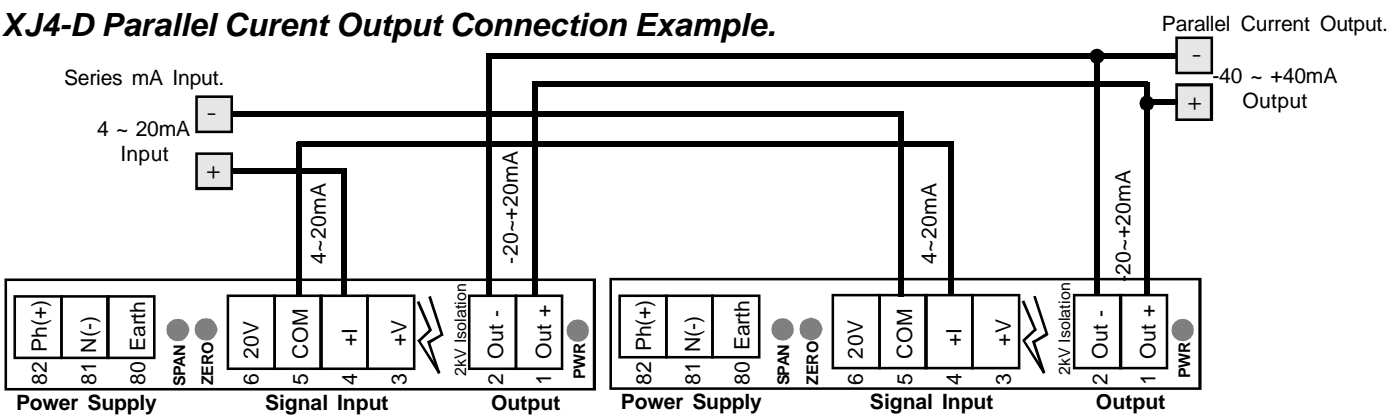 XJ4-D Parallel Curent Output Connection Example.
Parallel Current Output.
-
-40 ~ +40mA
Output
+
Series mA Input.
-
4 ~ 20mA
Input
+
4~20mA
-20~+20mA
4~20mA
-20~+20mA
82 Ph(+)
81 N(-)
80 Earth
SPAN
ZERO
6 20V
5 COM
4 +I
3 +V
2kV Isolation
2 Out -
1 Out +
PWR
82 Ph(+)
81 N(-)
80 Earth
SPAN
ZERO
6 20V
5 COM
4 +I
3 +V
2kV Isolation
2 Out -
1 Out +
PWR
Power Supply
Signal Input
Output
Power Supply
Signal Input
Output